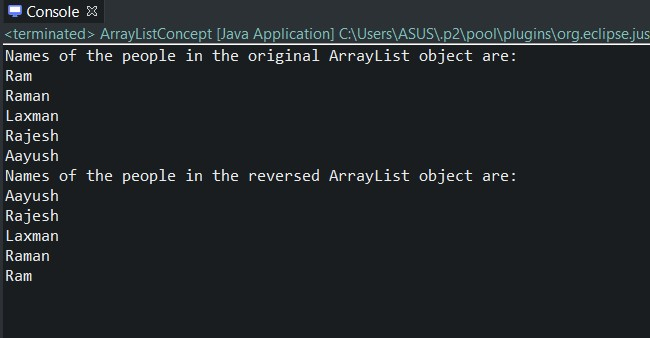 Console
<terminated> ArrayListConcept [Java Application] C:\Users\ASUS\.p2\pool\plugins\org.eclipse.jus
Names of the people in the original ArrayList object are:
Ram
Raman
Laxman
Rajesh
Aayush
Names of the people in the reversed ArrayList object are:
Aayush
Rajesh
Laxman
Raman
Ram